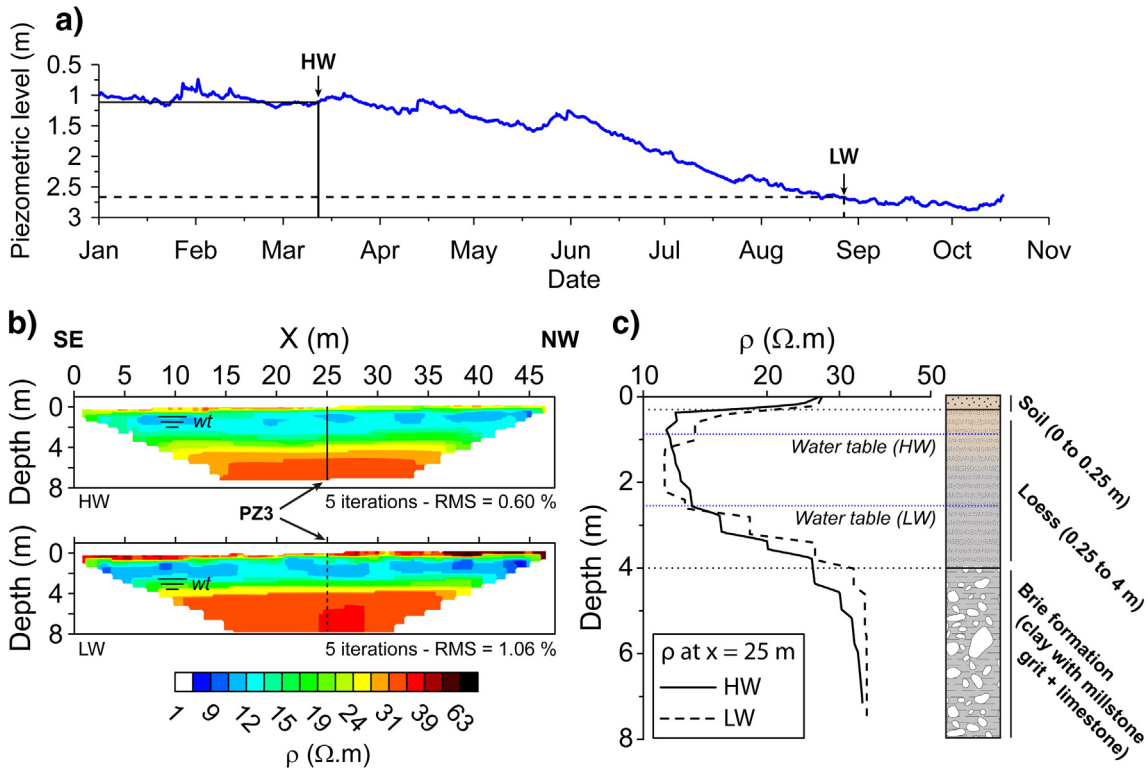 a)
Piezometric level (m)
0.5
1
1.5
2
2.5
3
HW
LW
Jan Feb Mar Apr May Jun Jul Aug Sep Oct Nov
Date
b)
SE X (m) NW
0 5 10 15 20 25 30 35 40 45
Depth (m)
0
4
8
wt
HW
5 iterations - RMS = 0.60 %
PZ3
Depth (m)
0
4
8
wt
LW
5 iterations - RMS = 1.06 %
1 9 12 15 19 24 31 39 63
ρ (Ω.m)
c)
ρ (Ω.m)
10 20 30 50
Depth (m)
0
2
4
6
8
Water table (HW)
Water table (LW)
ρ at x = 25 m
HW
LW
Soil (0 to 0.25 m)
Loess (0.25 to 4 m)
Brie formation
(clay with millstone
grit + limestone)